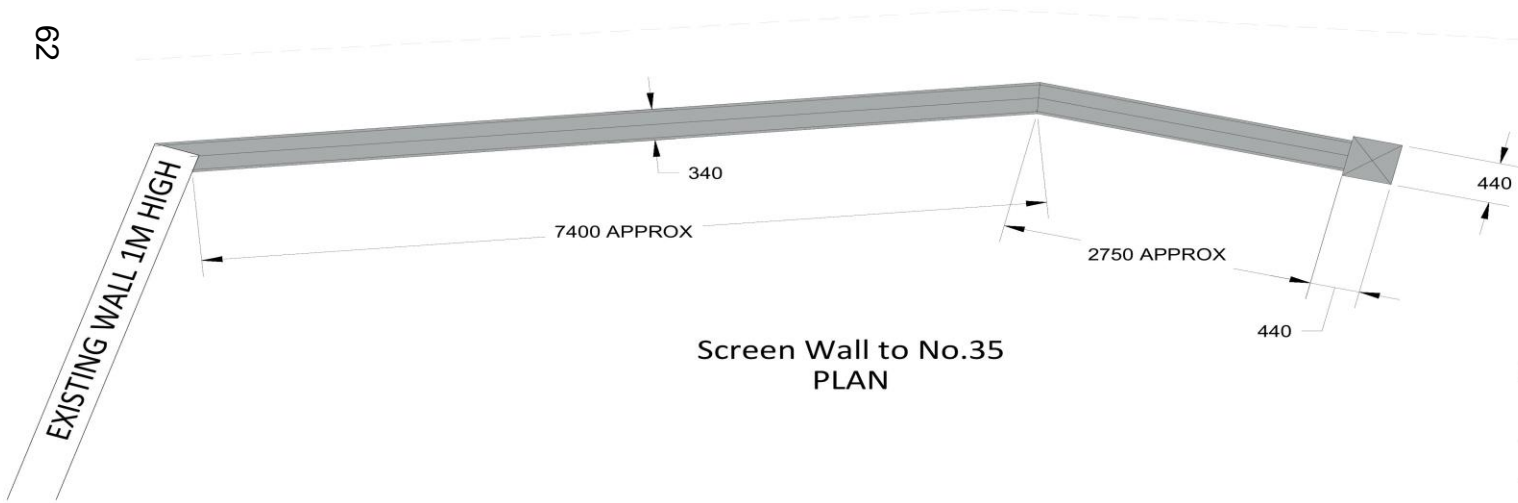 62
340
440
7400 APPROX
2750 APPROX
440
EXISTING WALL 1M HIGH
Screen Wall to No.35
PLAN